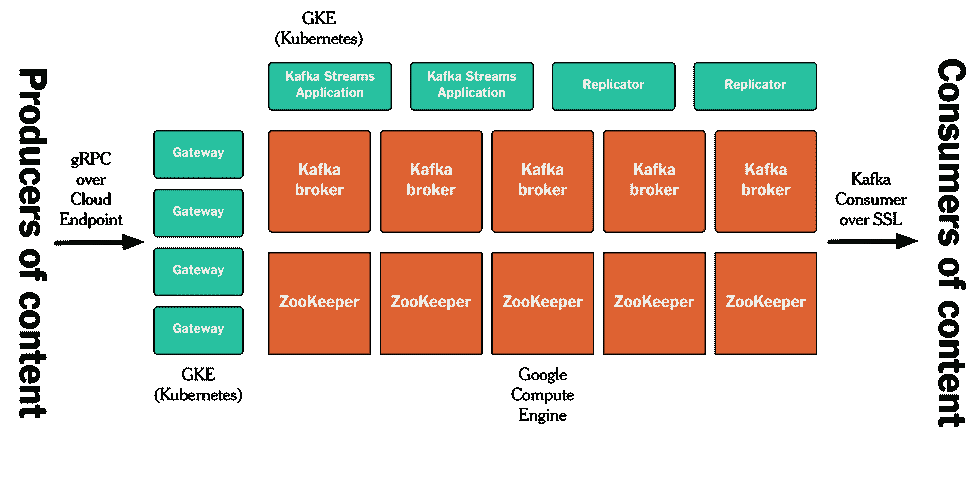 GKE
(Kubernetes)
Kafka Streams
Application
Kafka Streams
Application
Replicator
Replicator
Producers of content
gRPC
over
Cloud
Endpoint
Gateway
Gateway
Gateway
Gateway
GKE
(Kubernetes)
Kafka
broker
Kafka
broker
Kafka
broker
Kafka
broker
Kafka
broker
ZooKeeper
ZooKeeper
ZooKeeper
ZooKeeper
ZooKeeper
Google
Compute
Engine
Kafka
Consumer
over SSL
Consumers of content